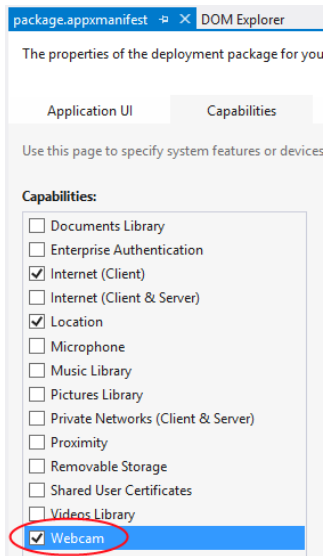 package.appxmanifest DOM Explorer
The properties of the deployment package for you
Application UI Capabilities
Use this page to specify system features or devices
Capabilities:
Documents Library
Enterprise Authentication
Internet (Client)
Internet (Client & Server)
Location
Microphone
Music Library
Pictures Library
Private Networks (Client & Server)
Proximity
Removable Storage
Shared User Certificates
Videos Library
Webcam